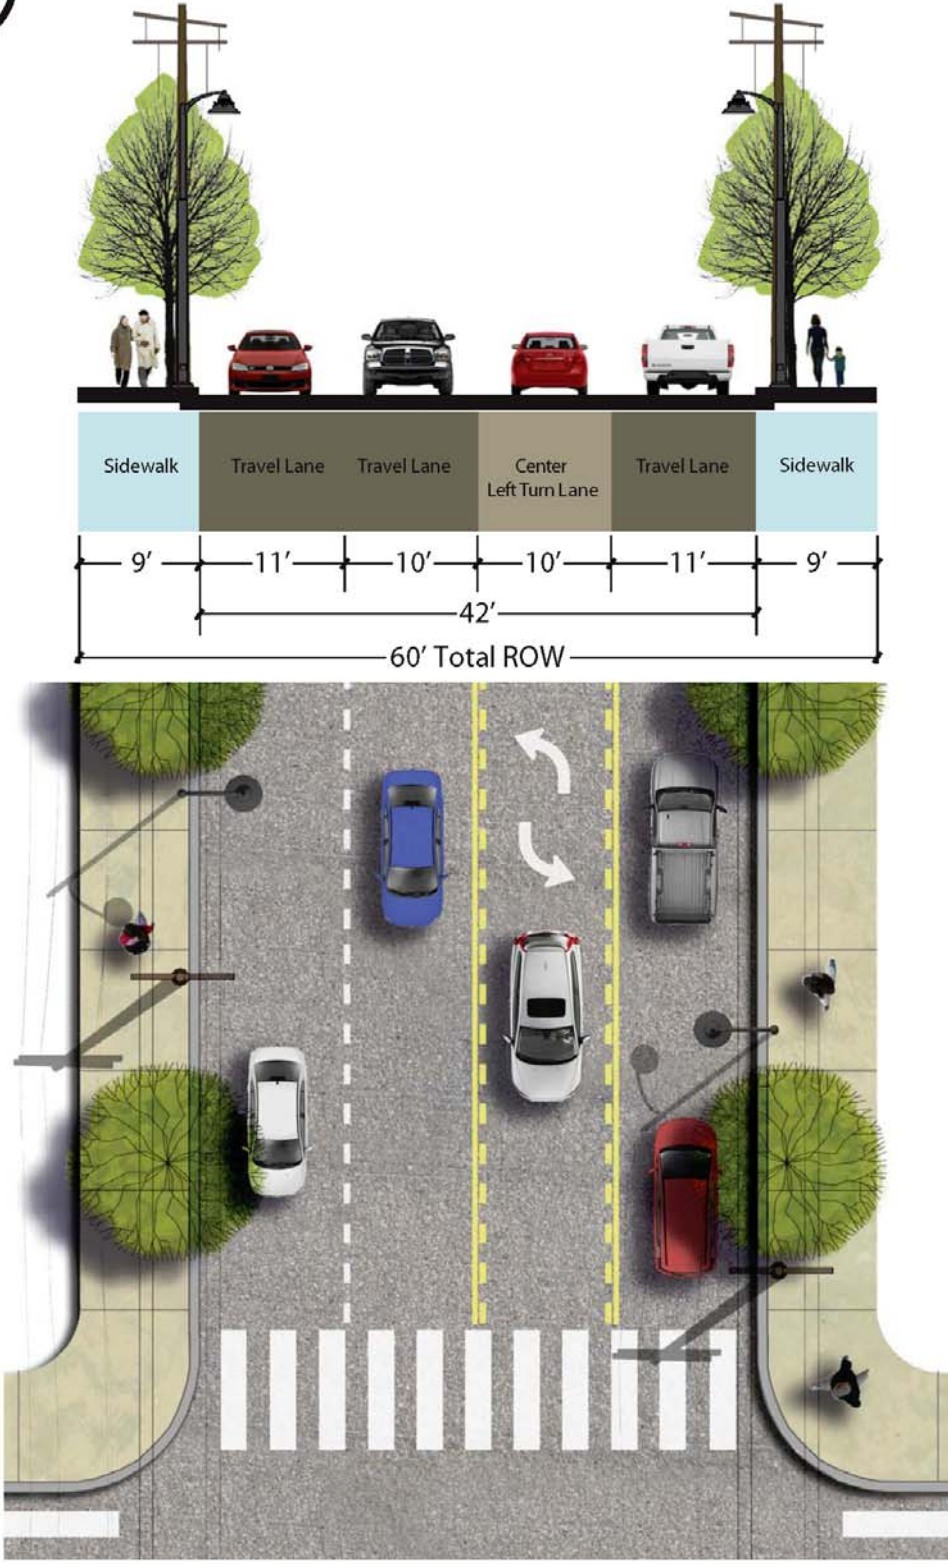 Sidewalk
Travel Lane
Travel Lane
Center
Left Turn Lane
Travel Lane
Sidewalk
9' 11' 10' 10' 11' 9'
42'
60' Total ROW